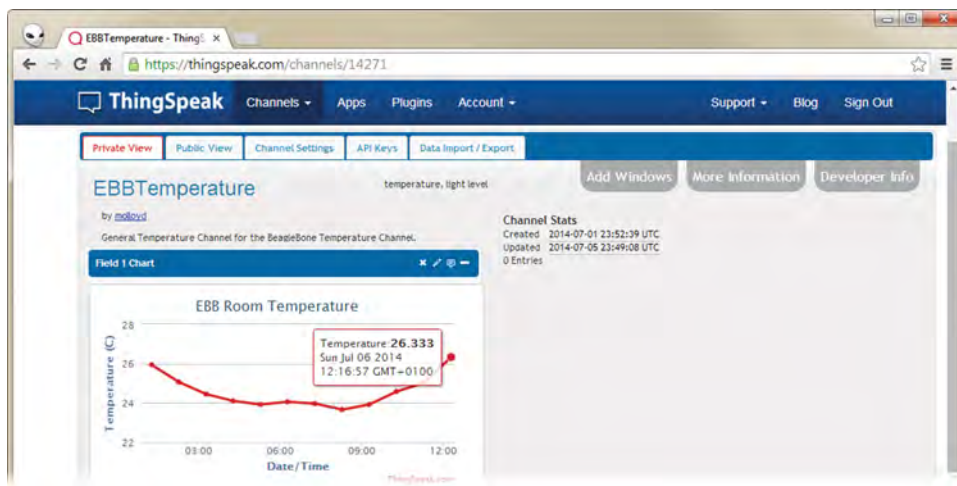 EBBTemperature - Thing
https://thingspeak.com/channels/14271
ThingSpeak Channels Apps Plugins Account Support Blog Sign Out
Private View Public View Channel Settings API Keys Data Import / Export
Add Windows More Information Developer Info
EBBTemperature
temperature, light level
by molloyd
General Temperature Channel for the BeagleBone Temperature Channel.
Channel Stats
Created 2014-07-01 23:52:39 UTC
Updated 2014-07-05 23:49:08 UTC
0 Entries
Field 1 Chart
EBB Room Temperature
Temperature (C)
28
26
24
22
Temperature:26.333
Sun Jul 06 2014
12:16:57 GMT+0100
03:00 06:00 09:00 12:00
Date/Time
ThingSpeak.com